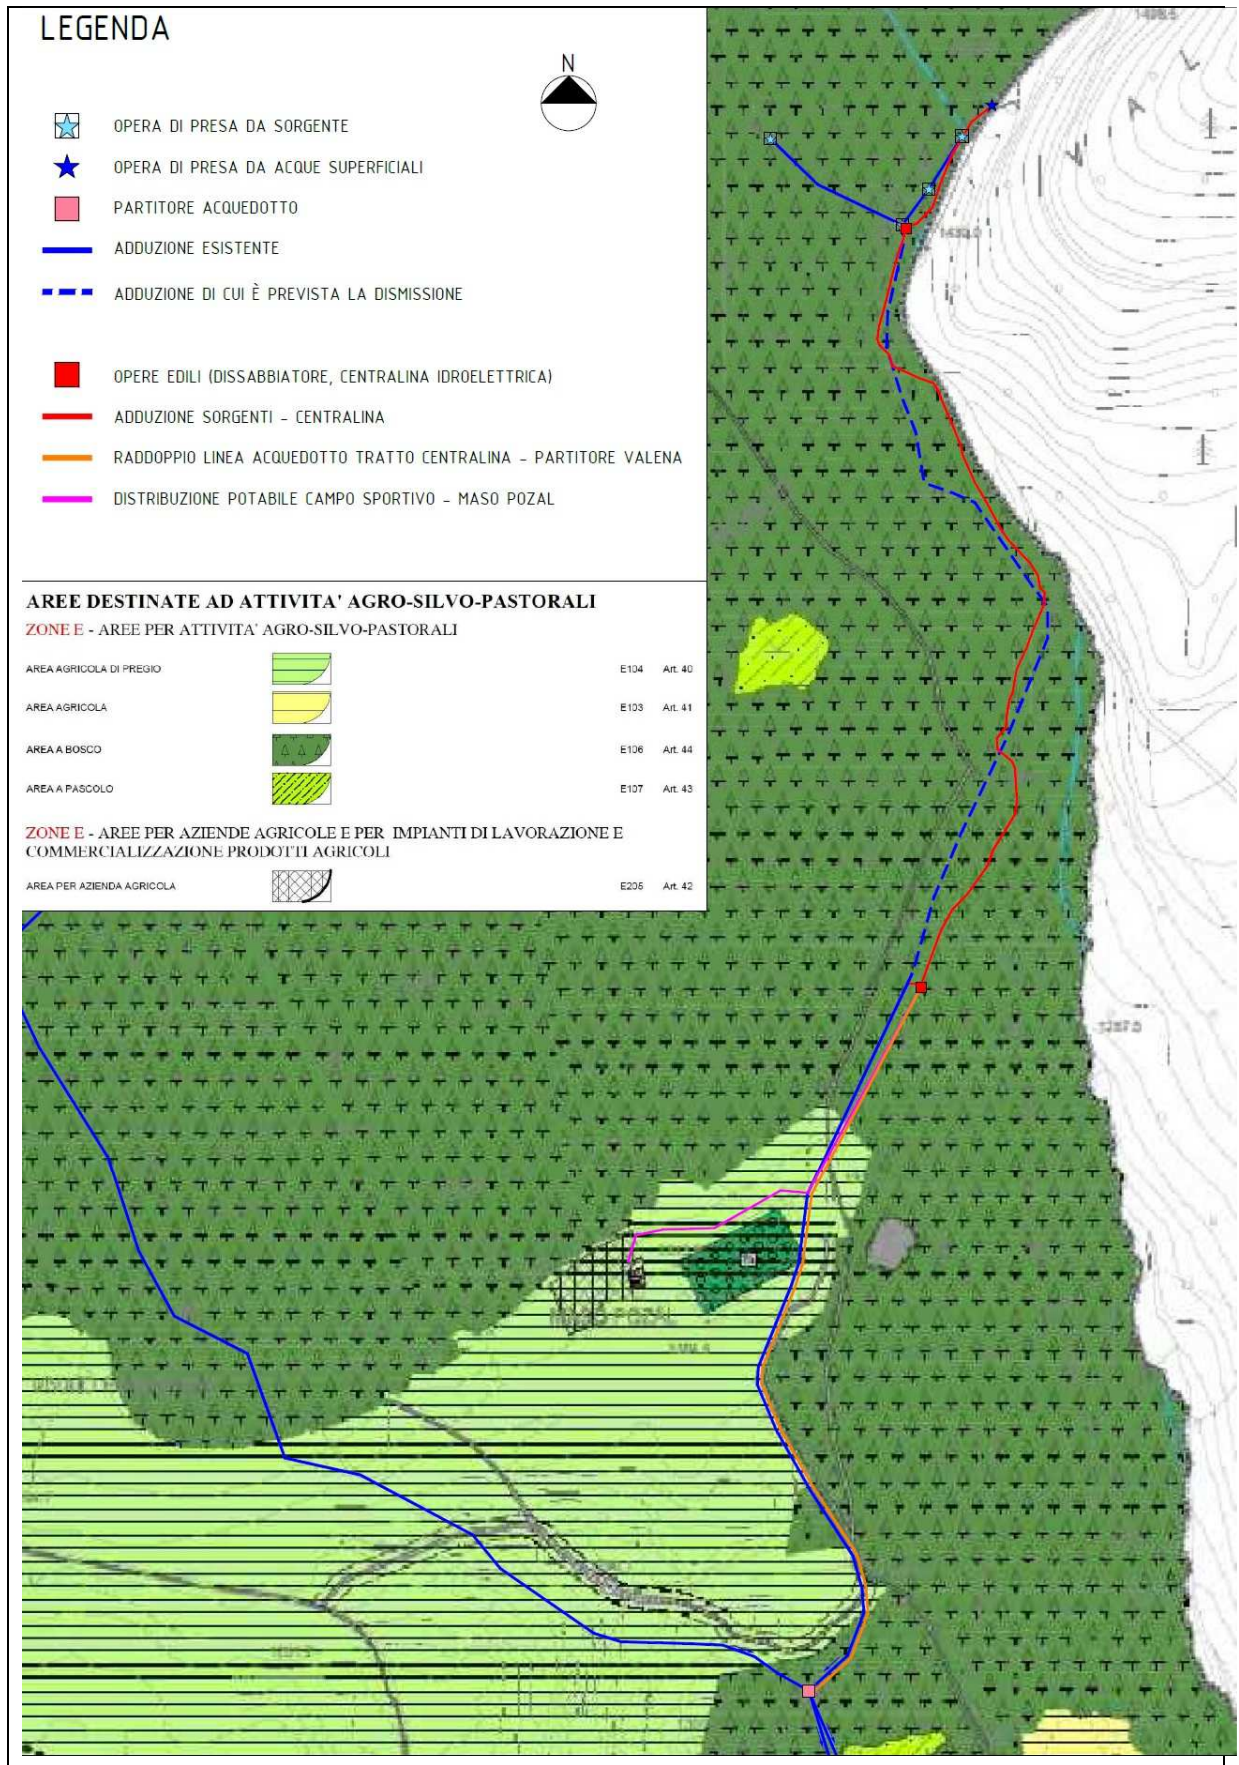 LEGENDA
N
OPERA DI PRESA DA SORGENTE
OPERA DI PRESA DA ACQUE SUPERFICIALI
PARTITORE ACQUEDOTTO
ADDUZIONE ESISTENTE
ADDUZIONE DI CUI È PREVISTA LA DISMISSIONE
OPERE EDILI (DISSABBIATORE, CENTRALINA IDROELETTRICA)
ADDUZIONE SORGENTI - CENTRALINA
RADDOPPIO LINEA ACQUEDOTTO TRATTO CENTRALINA - PARTITORE VALENA
DISTRIBUZIONE POTABILE CAMPO SPORTIVO - MASO POZAL
AREE DESTINATE AD ATTIVITA' AGRO-SILVO-PASTORALI
ZONE E - AREE PER ATTIVITA' AGRO-SILVO-PASTORALI
AREA AGRICOLA DI PREGIO E104 Art. 40
AREA AGRICOLA E103 Art. 41
AREA A BOSCO E106 Art. 44
AREA A PASCOLO E107 Art. 43
ZONE E - AREE PER AZIENDE AGRICOLE E PER IMPIANTI DI LAVORAZIONE E
COMMERCIALIZZAZIONE PRODOTTI AGRICOLI
AREA PER AZIENDA AGRICOLA E205 Art. 42
MASO POZAL